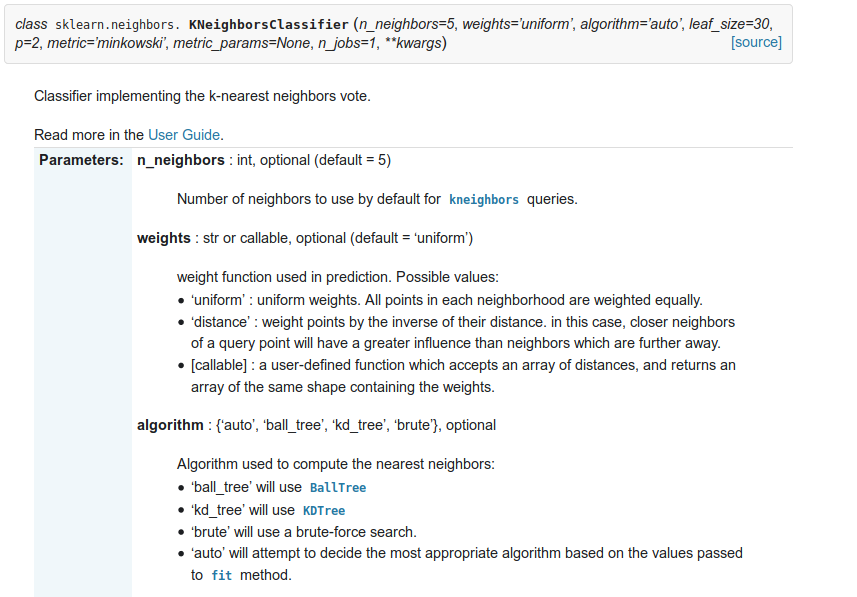 class sklearn.neighbors. KNeighborsClassifier (n_neighbors=5, weights='uniform', algorithm='auto', leaf_size=30,
p=2, metric='minkowski', metric_params=None, n_jobs=1, **kwargs) [source]
Classifier implementing the k-nearest neighbors vote.
Read more in the User Guide.
Parameters: n_neighbors : int, optional (default = 5)
Number of neighbors to use by default for kneighbors queries.
weights : str or callable, optional (default = ‘uniform’)
weight function used in prediction. Possible values:
• ‘uniform’ : uniform weights. All points in each neighborhood are weighted equally.
• ‘distance’ : weight points by the inverse of their distance. in this case, closer neighbors
of a query point will have a greater influence than neighbors which are further away.
• [callable] : a user-defined function which accepts an array of distances, and returns an
array of the same shape containing the weights.
algorithm : {‘auto’, ‘ball_tree’, ‘kd_tree’, ‘brute’}, optional
Algorithm used to compute the nearest neighbors:
• ‘ball_tree’ will use BallTree
• ‘kd_tree’ will use KDTree
• ‘brute’ will use a brute-force search.
• ‘auto’ will attempt to decide the most appropriate algorithm based on the values passed
to fit method.